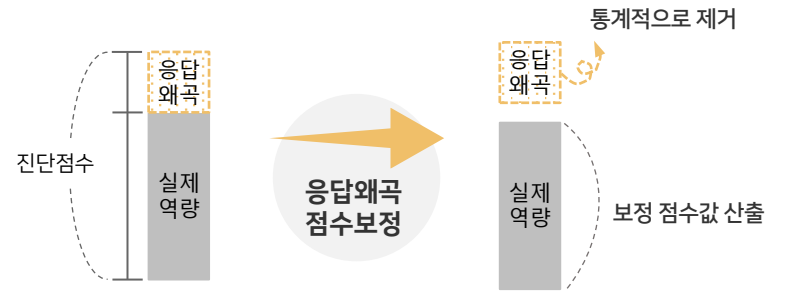 통계적으로 제거
응답
왜곡
응답
왜곡
진단점수
실제
역량
응답왜곡
점수보정
실제
역량
보정 점수값 산출